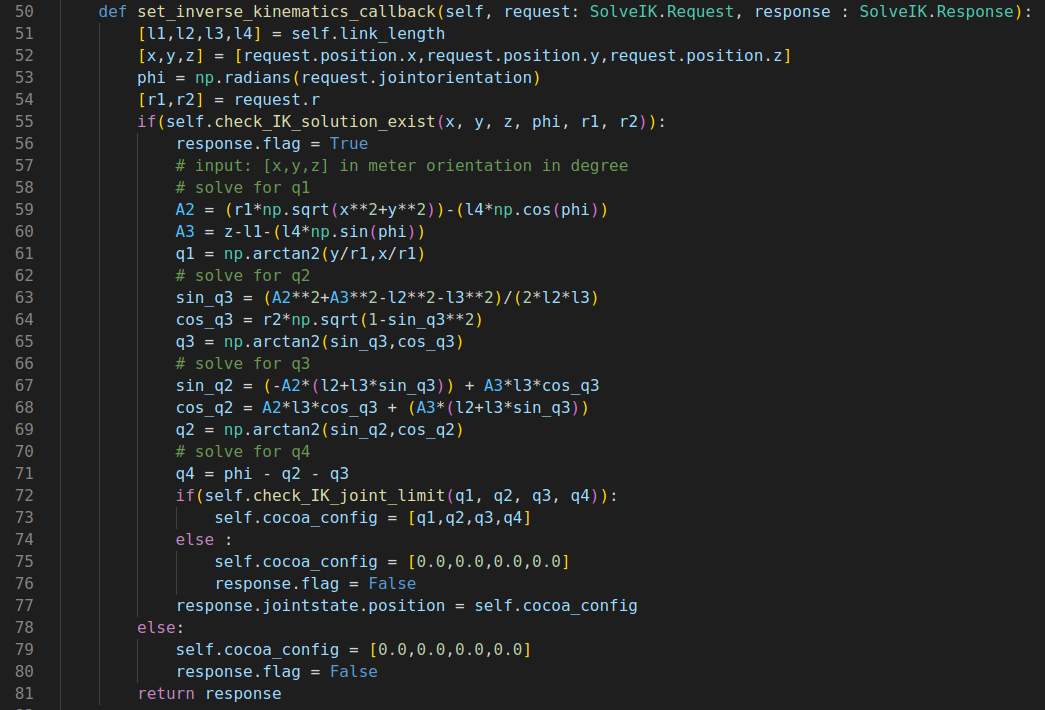 50 def set_inverse_kinematics_callback(self, request: SolveIK.Request, response : SolveIK.Response):
51 [l1,l2,l3,l4] = self.link_length
52 [x,y,z] = [request.position.x,request.position.y,request.position.z]
53 phi = np.radians(request.jointorientation)
54 [r1,r2] = request.r
55 if(self.check_IK_solution_exist(x, y, z, phi, r1, r2)):
56 response.flag = True
57 # input: [x,y,z] in meter orientation in degree
58 # solve for q1
59 A2 = (r1*np.sqrt(x**2+y**2))-(l4*np.cos(phi))
60 A3 = z-l1-(l4*np.sin(phi))
61 q1 = np.arctan2(y/r1,x/r1)
62 # solve for q2
63 sin_q3 = (A2**2+A3**2-l2**2-l3**2)/(2*l2*l3)
64 cos_q3 = r2*np.sqrt(1-sin_q3**2)
65 q3 = np.arctan2(sin_q3,cos_q3)
66 # solve for q3
67 sin_q2 = (-A2*(l2+l3*sin_q3)) + A3*l3*cos_q3
68 cos_q2 = A2*l3*cos_q3 + (A3*(l2+l3*sin_q3))
69 q2 = np.arctan2(sin_q2,cos_q2)
70 # solve for q4
71 q4 = phi - q2 - q3
72 if(self.check_IK_joint_limit(q1, q2, q3, q4)):
73 self.cocoa_config = [q1,q2,q3,q4]
74 else :
75 self.cocoa_config = [0.0,0.0,0.0,0.0]
76 response.flag = False
77 response.jointstate.position = self.cocoa_config
78 else:
79 self.cocoa_config = [0.0,0.0,0.0,0.0]
80 response.flag = False
81 return response